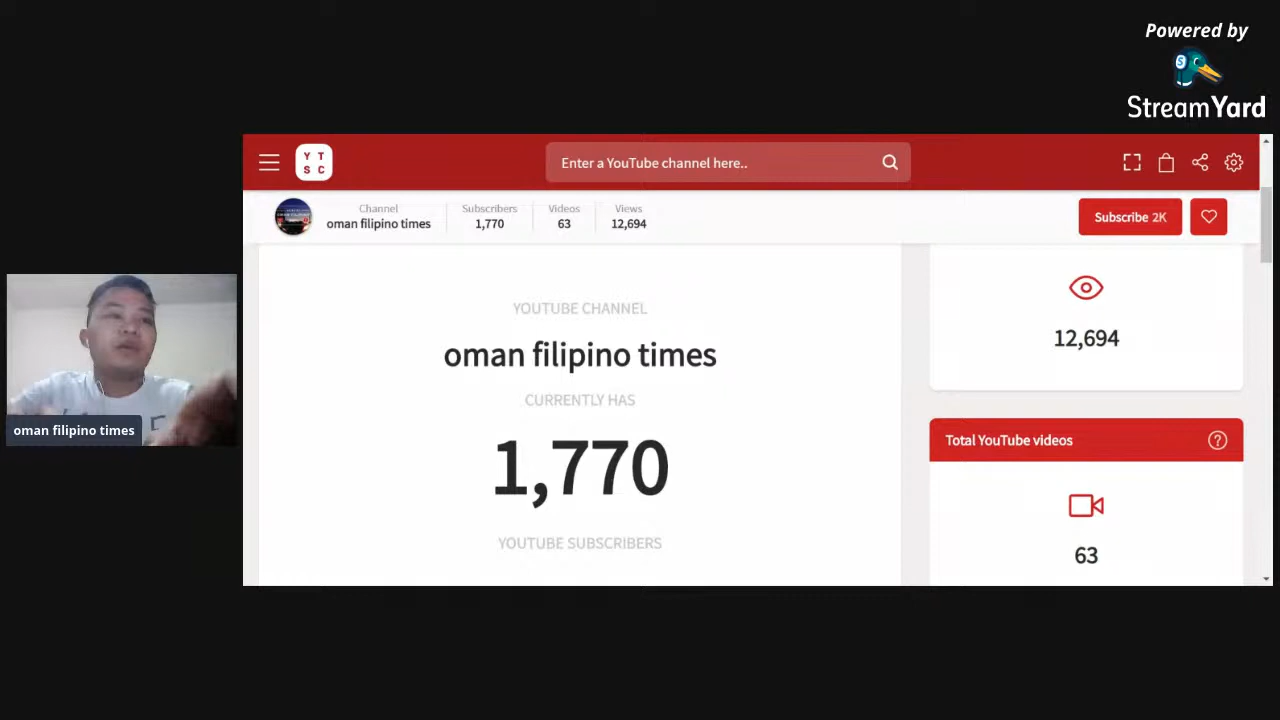 Powered by
StreamYard
Y T
S C
Enter a YouTube channel here..
Channel
oman filipino times
Subscribers
1,770
Videos
63
Views
12,694
Subscribe 2K
YOUTUBE CHANNEL
oman filipino times
CURRENTLY HAS
1,770
YOUTUBE SUBSCRIBERS
12,694
Total YouTube videos
?
63
oman filipino times